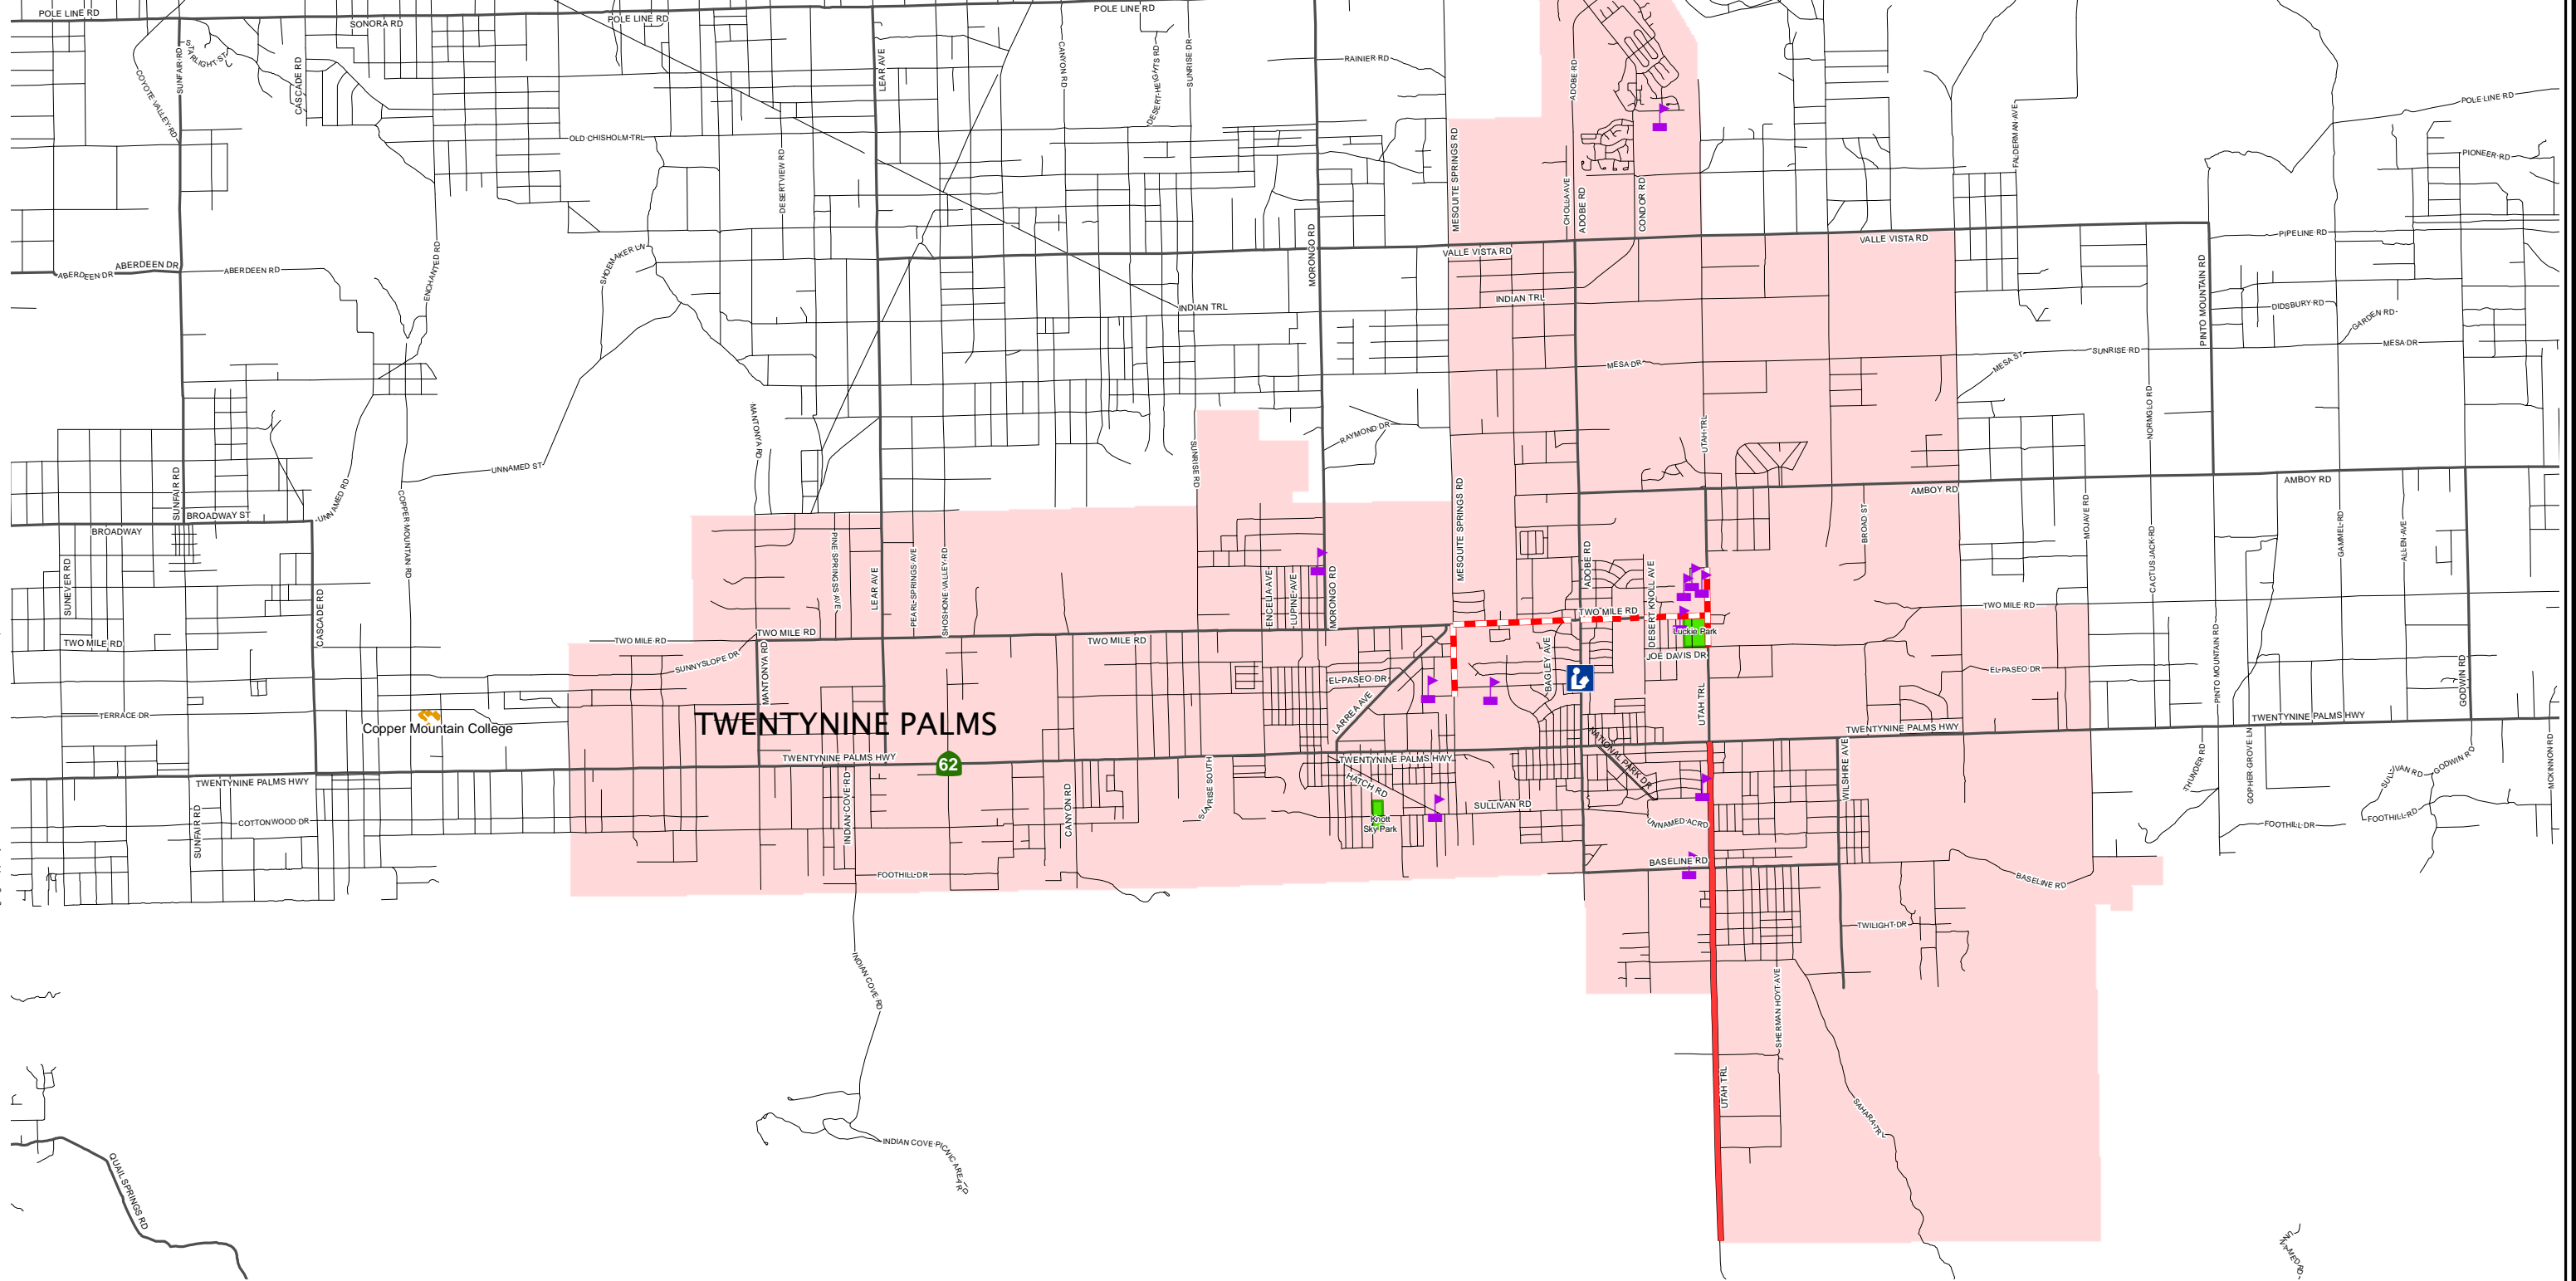 POLE LINE RD
SONORA RD
POLE LINE RD
POLE LINE RD
STARLIGHT ST
COYOTE VALLEY RD
SUNFAIR RD
CASCADE RD
LEAR AVE
CANYON RD
DESERT HEIGHTS RD
SUNRISE DR
RAINIER RD
ADOBE RD
POLE LINE RD
OLD CHISHOLM TRL
DESERTVIEW RD
MESQUITE SPRINGS RD
CHOLLA AVE
ADOBE RD
CONDOR RD
FALDERMAN AVE
PIONEER RD
ABERDEEN DR
ABERDEEN DR
ABERDEEN RD
ENCHANTED RD
SHOEMAKER LN
MORONGO RD
VALLE VISTA RD
VALLE VISTA RD
PIPELINE RD
INDIAN TRL
INDIAN TRL
PINTO MOUNTAIN RD
DIDSBURY RD
GARDEN RD
MESA DR
MESA ST
SUNRISE RD
MESA DR
MANTONYA RD
SUNRISE RD
RAYMOND DR
UTAH TRL
NORMGLO RD
UNNAMED ST
SUNFAIR RD
UNNAMED RD
COPPER MOUNTAIN RD
MESQUITE SPRINGS RD
AMBOY RD
AMBOY RD
BROADWAY ST
BROADWAY
SUNEVER RD
CASCADE RD
PINE SPRINGS AVE
LEAR AVE
PEARL SPRINGS AVE
SHOSHONE VALLEY RD
ENCELIA AVE
LUPINE AVE
MORONGO RD
ADOBE RD
DESERT KNOLL AVE
BROAD ST
MOJAVE RD
CACTUS JACK RD
GAMMEL RD
ALLEN AVE
TWO MILE RD
TWO MILE RD
TWO MILE RD
TWO MILE RD
TWO MILE RD
TWO MILE RD
Luckie Park
JOE DAVIS DR
SUNNYSLOPE DR
MANTONYA RD
EL PASEO DR
BAGLEY AVE
EL PASEO DR
PINTO MOUNTAIN RD
GODWIN RD
LARREA AVE
UTAH TRL
TERRACE DR
Copper Mountain College
TWENTYNINE PALMS
62
TWENTYNINE PALMS HWY
TWENTYNINE PALMS HWY
TWENTYNINE PALMS HWY
TWENTYNINE PALMS HWY
TWENTYNINE PALMS HWY
NATIONAL PARK DR
HATCH RD
SULLIVAN RD
Knott
Sky Park
SUNFAIR RD
COTTONWOOD DR
INDIAN COVE RD
CANYON RD
SUNRISE SOUTH
UNNAMED ACRD
WILSHIRE AVE
THUNDER RD
GOPHER GROVE LN
SULLIVAN RD
GODWIN RD
MCKINNON RD
FOOTHILL DR
FOOTHILL RD
FOOTHILL DR
BASELINE RD
BASELINE RD
TWILIGHT DR
INDIAN COVE RD
SHERMAN HOYT AVE
UTAH TRL
SAHARA TRL
INDIAN COVE PICNIC AREA RD
QUAIL SPRINGS RD